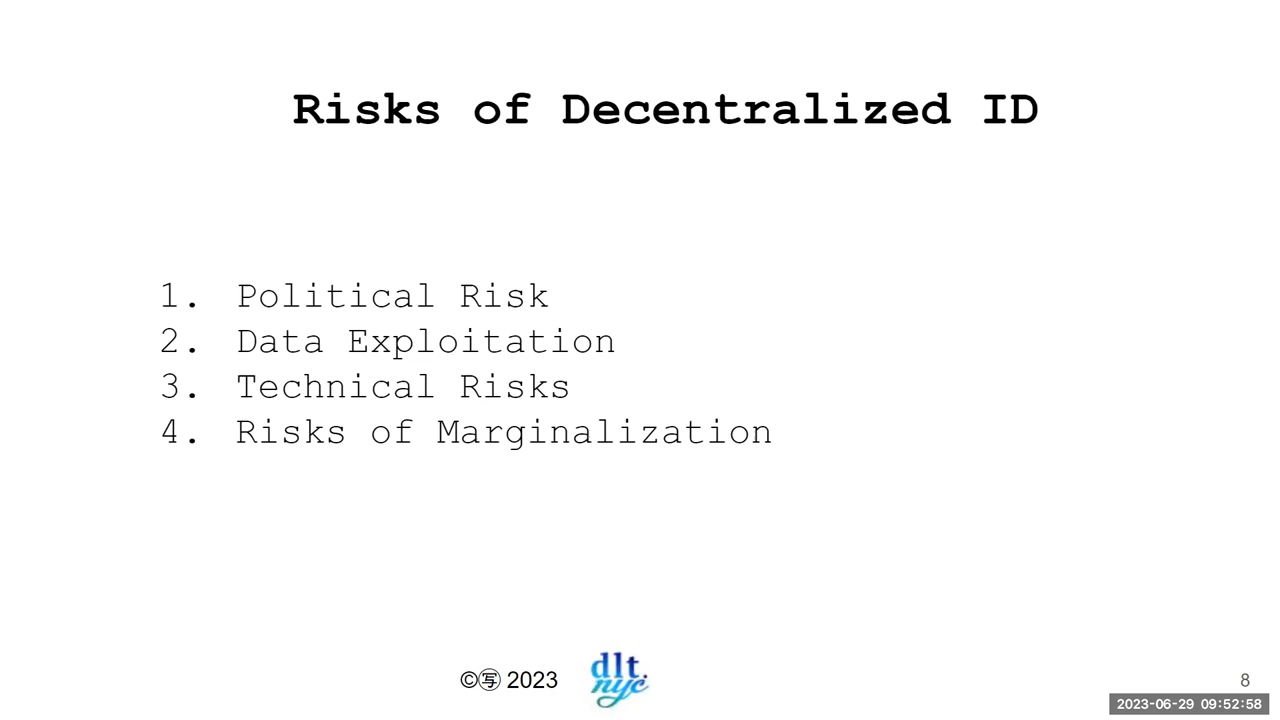 Risks of Decentralized ID
1. Political Risk
2. Data Exploitation
3. Technical Risks
4. Risks of Marginalization
©㊢ 2023
dlt.
nyc
8
2023-06-29 09:52:58